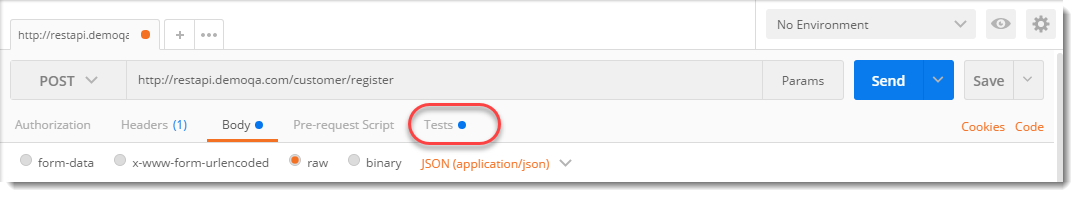 http://restapi.demoqa + ••• No Environment
POST http://restapi.demoqa.com/customer/register Params Send Save
Authorization Headers (1) Body Pre-request Script Tests Cookies Code
form-data x-www-form-urlencoded raw binary JSON (application/json)